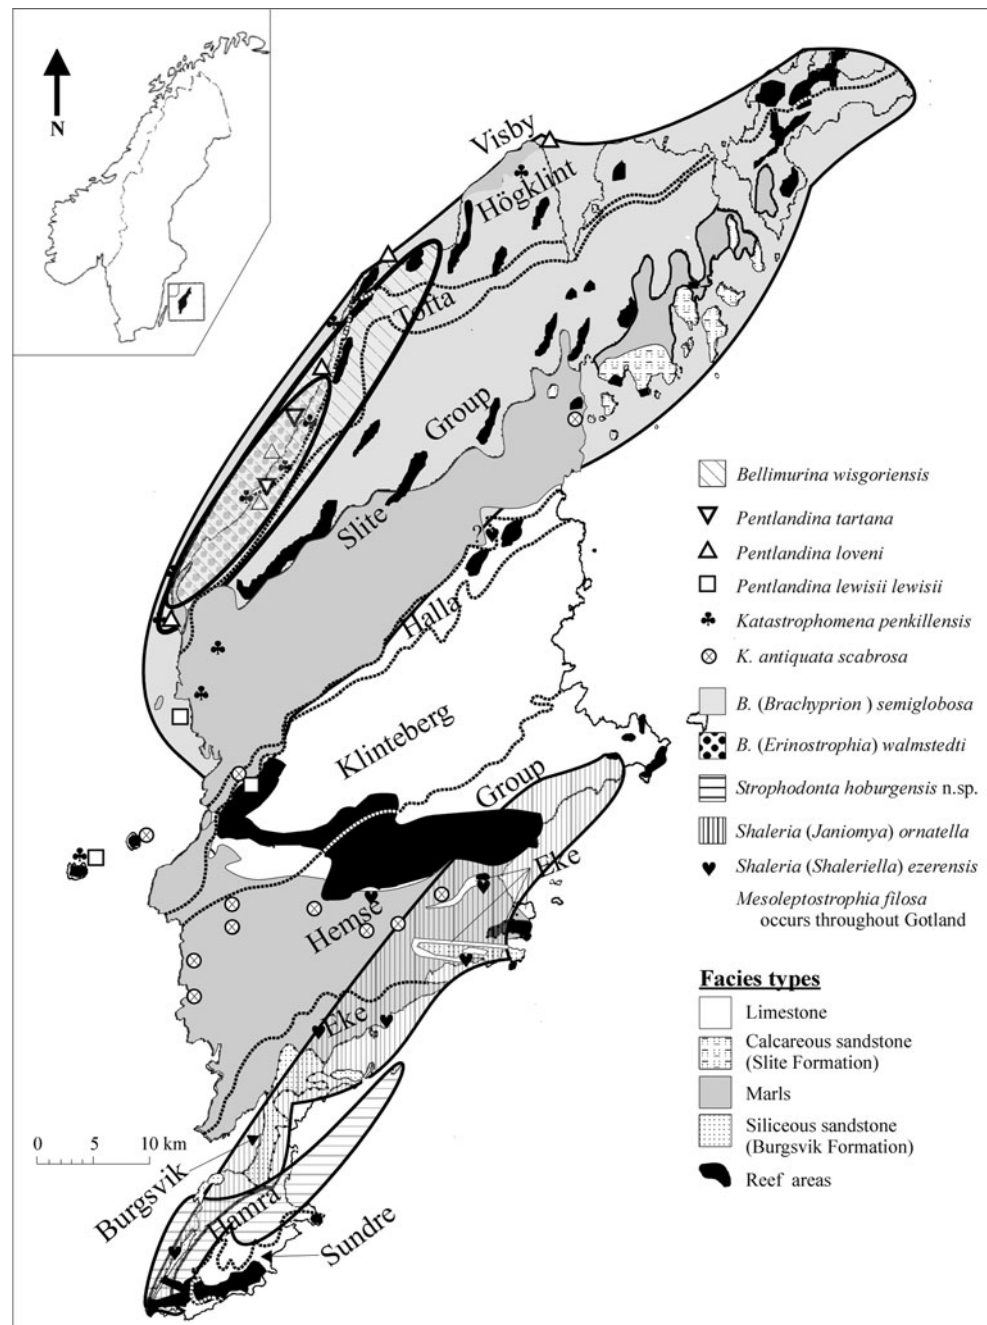 N
Visby
Högklint
Tofta
Slite
Group
Halla
Klinteberg
Group
Hemse
Eke
Eke
Burgsvik
Hamra
Sundre
?
0 5 10 km
Bellimurina wisgoriensis
Pentlandina tartana
Pentlandina loveni
Pentlandina lewisii lewisii
Katastrophomena penkillensis
K. antiquata scabrosa
B. (Brachyprion ) semiglobosa
B. (Erinostrophia) walmstedti
Strophodonta hoburgensis n.sp.
Shaleria (Janiomya) ornatella
Shaleria (Shaleriella) ezerensis
Mesoleptostrophia filosa
occurs throughout Gotland
Facies types
Limestone
Calcareous sandstone
(Slite Formation)
Marls
Siliceous sandstone
(Burgsvik Formation)
Reef areas